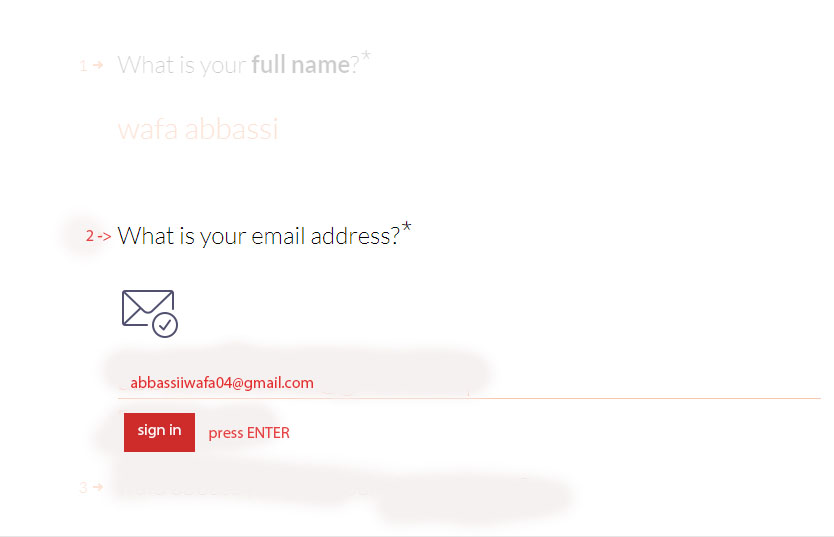 1 → What is your full name?*
wafa abbassi
2 -> What is your email address?*
abbassiiwafa04@gmail.com
sign in press ENTER
3 →